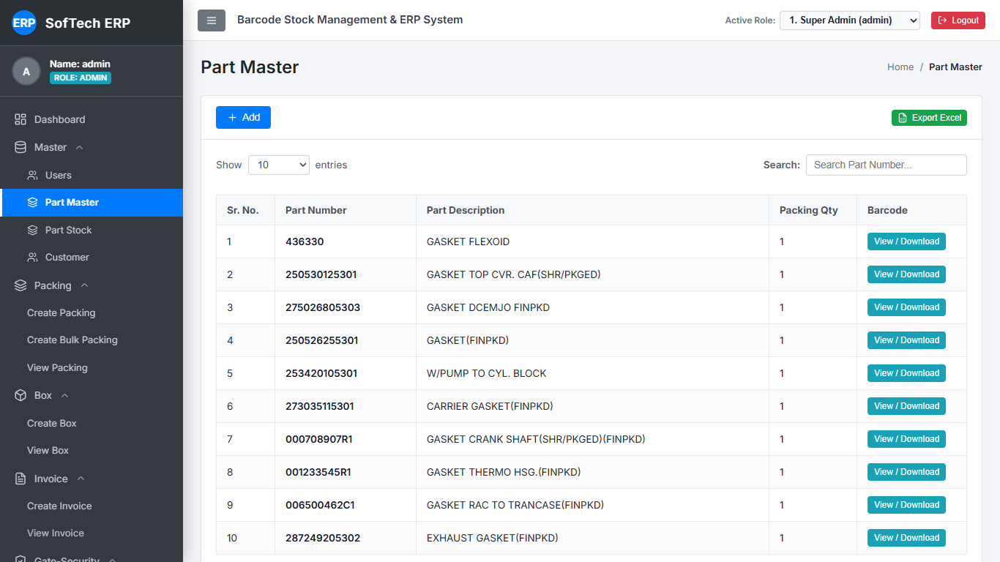 ERP SofTech ERP
A
Name: admin
ROLE: ADMIN
Dashboard
Master
Users
Part Master
Part Stock
Customer
Packing
Create Packing
Create Bulk Packing
View Packing
Box
Create Box
View Box
Invoice
Create Invoice
View Invoice
Gate-Security
Barcode Stock Management & ERP System
Active Role: 1. Super Admin (admin) Logout
Part Master
Home / Part Master
Add
Export Excel
Show 10 entries
Search: Search Part Number...
Sr. No. Part Number Part Description Packing Qty Barcode
1 436330 GASKET FLEXOID 1 View / Download
2 250530125301 GASKET TOP CVR. CAF(SHR/PKGED) 1 View / Download
3 275026805303 GASKET DCEMJO FINPKD 1 View / Download
4 250526255301 GASKET(FINPKD) 1 View / Download
5 253420105301 W/PUMP TO CYL. BLOCK 1 View / Download
6 273035115301 CARRIER GASKET(FINPKD) 1 View / Download
7 000708907R1 GASKET CRANK SHAFT(SHR/PKGED)(FINPKD) 1 View / Download
8 001233545R1 GASKET THERMO HSG.(FINPKD) 1 View / Download
9 006500462C1 GASKET RAC TO TRANCASE(FINPKD) 1 View / Download
10 287249205302 EXHAUST GASKET(FINPKD) 1 View / Download